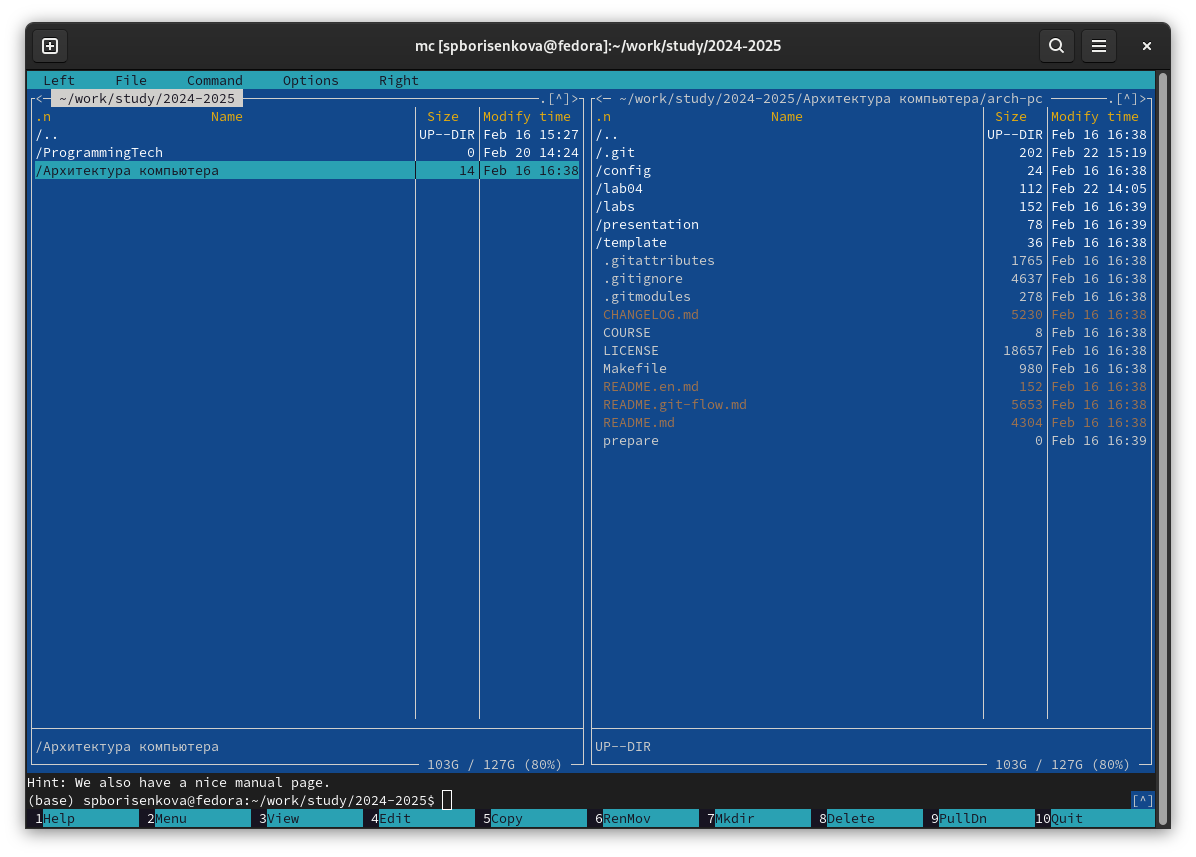 mc [spborisenkova@fedora]:~/work/study/2024-2025
Left File Command Options Right
<─ ~/work/study/2024-2025 ─.[^]>
.n Name Size Modify time
/.. UP--DIR Feb 16 15:27
/ProgrammingTech 0 Feb 20 14:24
/Архитектура компьютера 14 Feb 16 16:38
/Архитектура компьютера
103G / 127G (80%)
<─ ~/work/study/2024-2025/Архитектура компьютера/arch-pc ─.[^]>
.n Name Size Modify time
/.. UP--DIR Feb 16 16:38
/.git 202 Feb 22 15:19
/config 24 Feb 16 16:38
/lab04 112 Feb 22 14:05
/labs 152 Feb 16 16:39
/presentation 78 Feb 16 16:39
/template 36 Feb 16 16:38
.gitattributes 1765 Feb 16 16:38
.gitignore 4637 Feb 16 16:38
.gitmodules 278 Feb 16 16:38
CHANGELOG.md 5230 Feb 16 16:38
COURSE 8 Feb 16 16:38
LICENSE 18657 Feb 16 16:38
Makefile 980 Feb 16 16:38
README.en.md 152 Feb 16 16:38
README.git-flow.md 5653 Feb 16 16:38
README.md 4304 Feb 16 16:38
prepare 0 Feb 16 16:39
UP--DIR
103G / 127G (80%)
Hint: We also have a nice manual page.
(base) spborisenkova@fedora:~/work/study/2024-2025$ [^]
1Help 2Menu 3View 4Edit 5Copy 6RenMov 7Mkdir 8Delete 9PullDn 10Quit